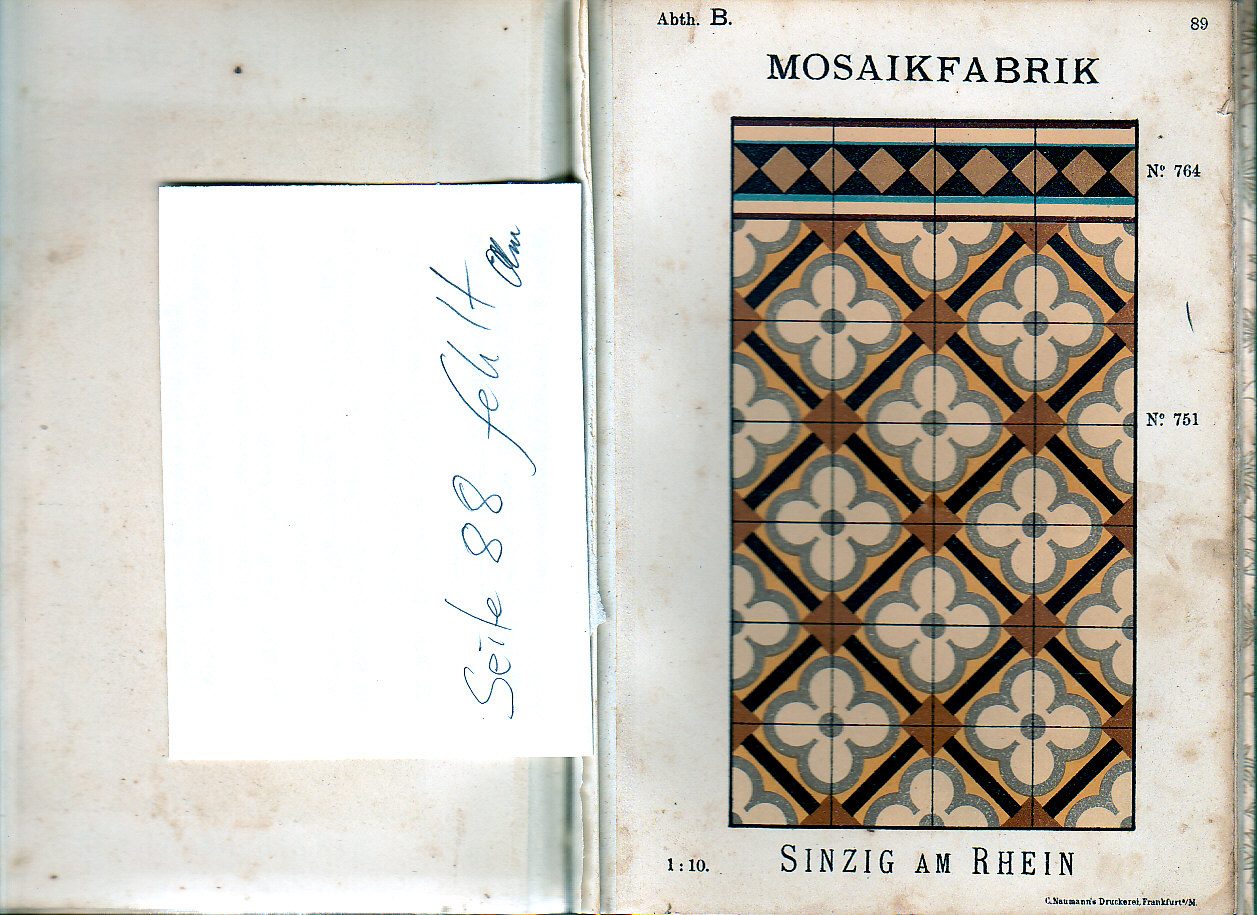 Seite 88 fehlt
Abth. B.
89
MOSAIKFABRIK
Nº 764
Nº 751
1:10.
SINZIG AM RHEIN
C. Naumann's Druckerei, Frankfurt a/M.